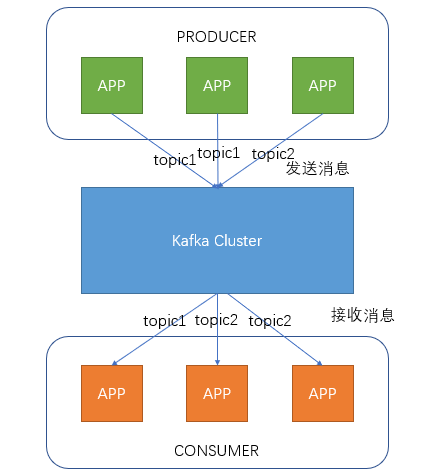 PRODUCER
APP
APP
APP
topic1
topic1
topic2
发送消息
Kafka Cluster
topic1
topic2
topic2
接收消息
APP
APP
APP
CONSUMER